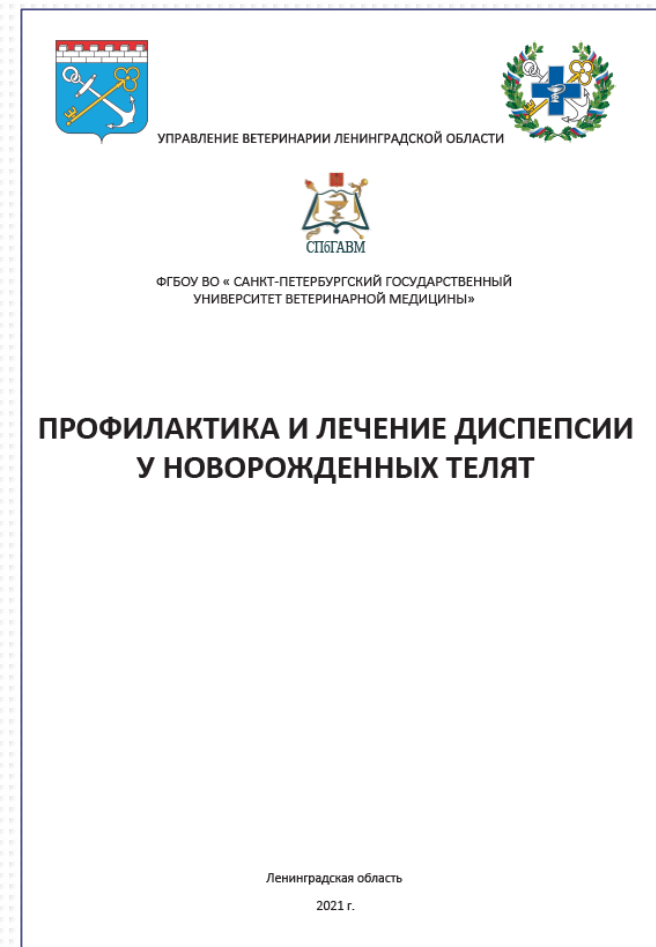 УПРАВЛЕНИЕ ВЕТЕРИНАРИИ ЛЕНИНГРАДСКОЙ ОБЛАСТИ
СПбГАВМ
ФГБОУ ВО « САНКТ-ПЕТЕРБУРГСКИЙ ГОСУДАРСТВЕННЫЙ
УНИВЕРСИТЕТ ВЕТЕРИНАРНОЙ МЕДИЦИНЫ»
ПРОФИЛАКТИКА И ЛЕЧЕНИЕ ДИСПЕПСИИ
У НОВОРОЖДЕННЫХ ТЕЛЯТ
Ленинградская область
2021 г.